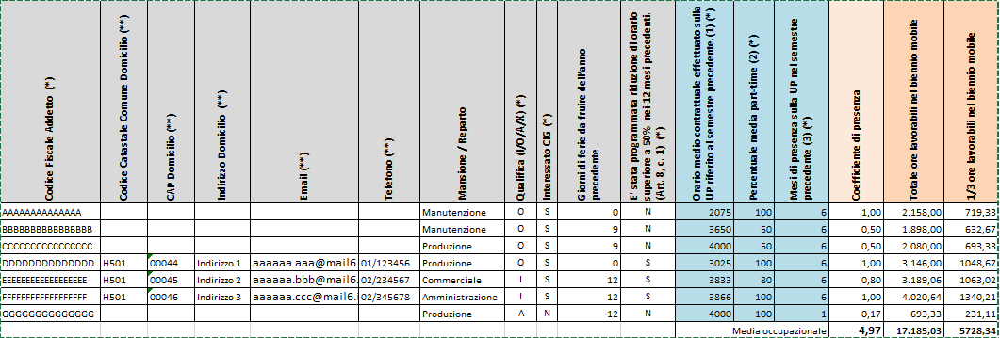 Codice Fiscale Addetto (*)
Codice Catastale Comune Domicilio (**)
CAP Domicilio (**)
Indirizzo Domicilio (**)
Email (**)
Telefono (**)
Mansione / Reparto
Qualifica (I/O/A/X) (*)
Interessato CIG (*)
Giorni di ferie da fruire dell'anno
precedente
E' stata programmata riduzione di orario
superiore a 50% nei 12 mesi precedenti.
(Art. 8, c. 1) (*)
Orario medio contrattuale effettuato sulla
UP riferito al semestre precedente.(1) (*)
Percentuale media part-time (2) (*)
Mesi di presenza sulla UP nel semestre
precedente (3) (*)
Coefficiente di presenza
Totale ore lavorabili nel biennio mobile
1/3 ore lavorabili nel biennio mobile
AAAAAAAAAAAAAA Manutenzione O S 0 N 2075 100 6 1,00 2.158,00 719,33
BBBBBBBBBBBBBBBB Manutenzione O S 9 N 3650 50 6 0,50 1.898,00 632,67
CCCCCCCCCCCCCCCC Produzione O S 9 N 4000 50 6 0,50 2.080,00 693,33
DDDDDDDDDDDDDDD H501 00044 Indirizzo 1 aaaaaa.aaa@mail6. 01/123456 Produzione O S 0 S 3025 100 6 1,00 3.146,00 1048,67
EEEEEEEEEEEEEEEEEE H501 00045 Indirizzo 2 aaaaaa.bbb@mail6. 02/234567 Commerciale I S 12 S 3833 80 6 0,80 3.189,06 1063,02
FFFFFFFFFFFFFFFFFF H501 00046 Indirizzo 3 aaaaaa.ccc@mail6. 02/345678 Amministrazione I S 12 S 3866 100 6 1,00 4.020,64 1340,21
GGGGGGGGGGGGGGG Produzione A N 12 N 4000 100 1 0,17 693,33 231,11
Media occupazionale 4,97 17.185,03 5728,34